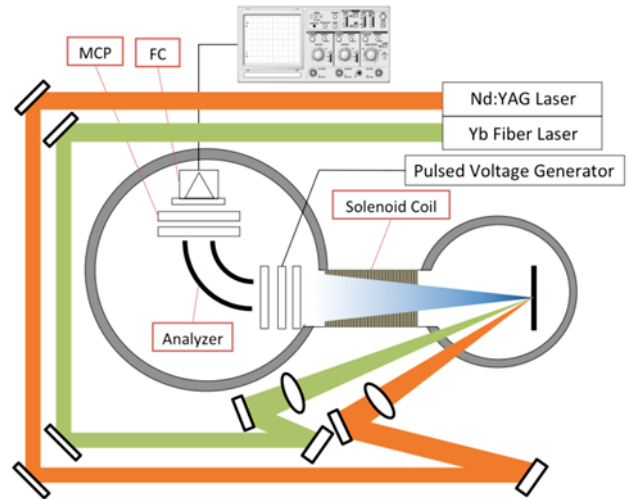 MCP
FC
Nd:YAG Laser
Yb Fiber Laser
Pulsed Voltage Generator
Solenoid Coil
Analyzer